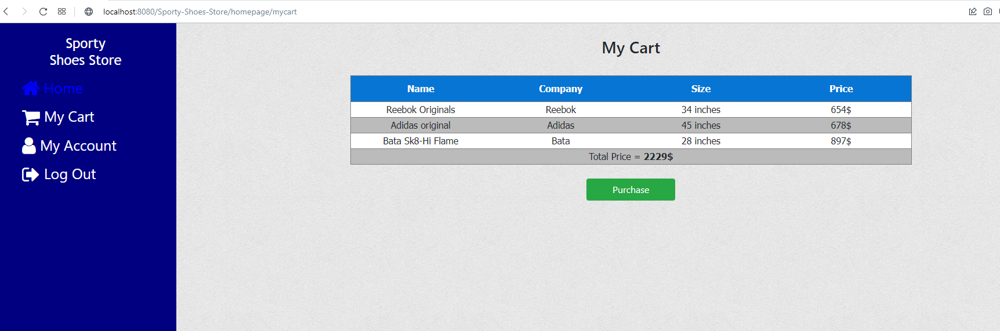 localhost:8080/Sporty-Shoes-Store/homepage/mycart
Sporty
Shoes Store
Home
My Cart
My Account
Log Out
My Cart
Name Company Size Price
Reebok Originals Reebok 34 inches 654$
Adidas original Adidas 45 inches 678$
Bata Sk8-Hi Flame Bata 28 inches 897$
Total Price = 2229$
Purchase